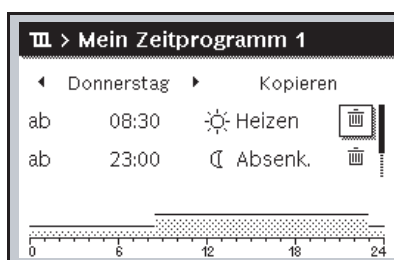 > Mein Zeitprogramm 1
Donnerstag Kopieren
ab 08:30 Heizen
ab 23:00 Absenk.
0 6 12 18 24